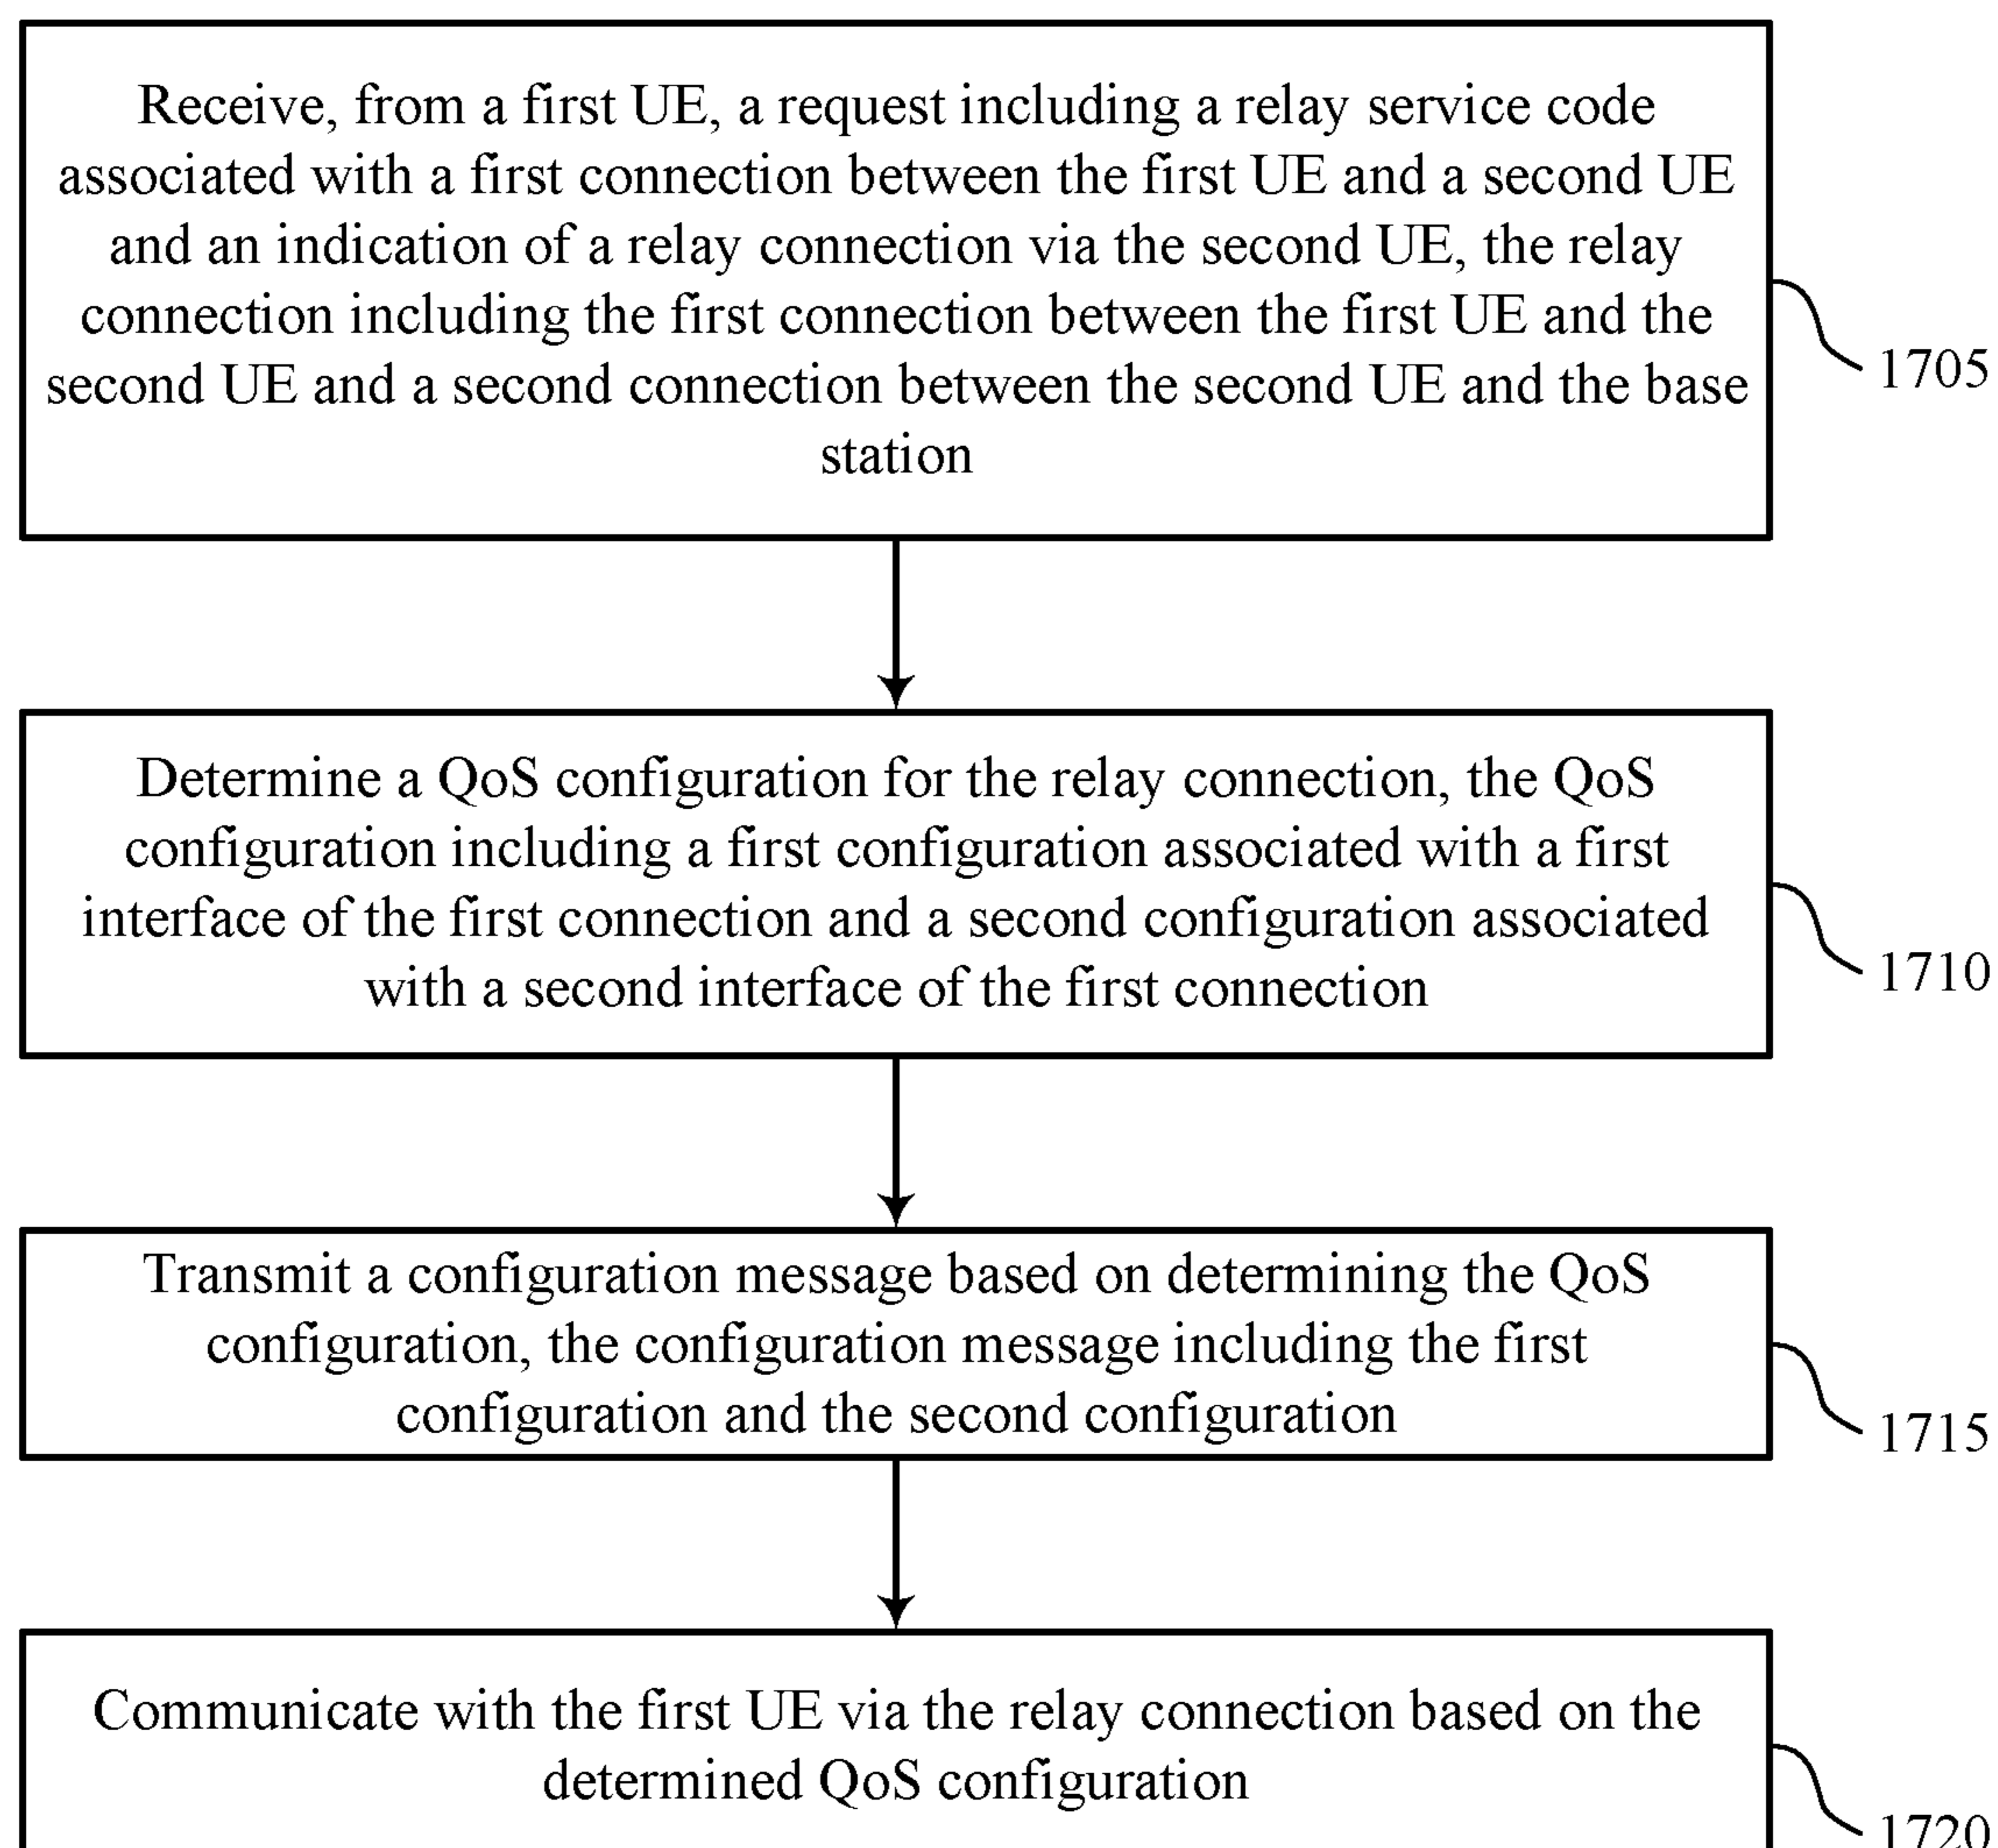 Receive, from a first UE, a request including a relay service code
associated with a first connection between the first UE and a second UE
and an indication of a relay connection via the second UE, the relay
connection including the first connection between the first UE and the
second UE and a second connection between the second UE and the base
station
1705
Determine a QoS configuration for the relay connection, the QoS
configuration including a first configuration associated with a first
interface of the first connection and a second configuration associated
with a second interface of the first connection
1710
Transmit a configuration message based on determining the QoS
configuration, the configuration message including the first
configuration and the second configuration
1715
Communicate with the first UE via the relay connection based on the
determined QoS configuration
1720